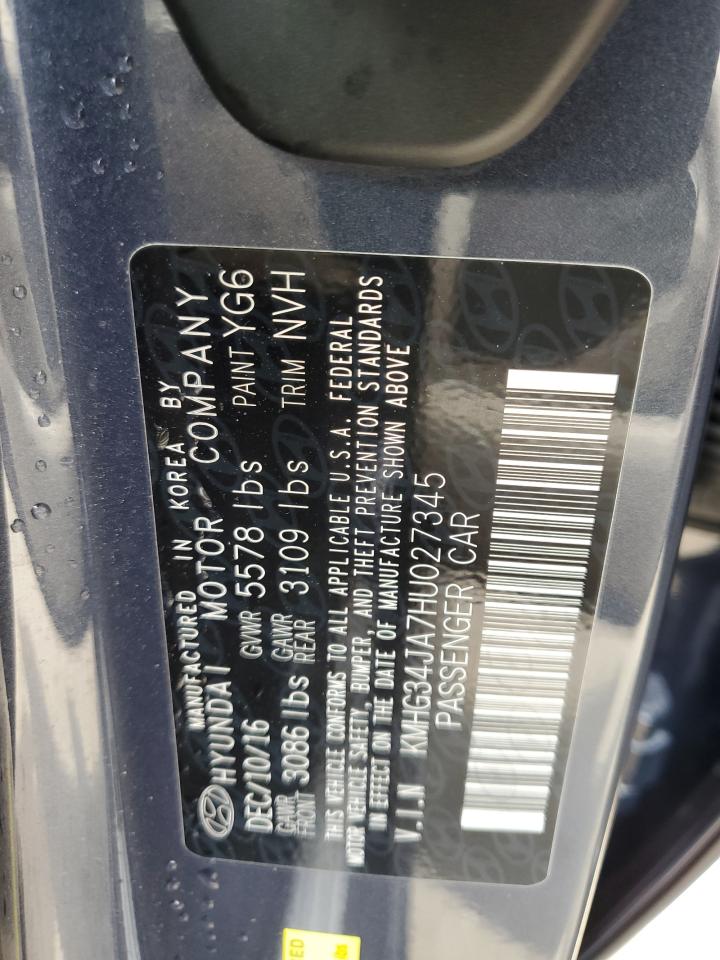 MANUFACTURED IN KOREA BY
HYUNDAI MOTOR COMPANY
DEC/10/16 GVWR 5578 lbs PAINT YG6
GAWR FRONT 3086 lbs GAWR REAR 3109 lbs TRIM NVH
THIS VEHICLE CONFORMS TO ALL APPLICABLE U.S.A. FEDERAL
MOTOR VEHICLE SAFETY, BUMPER, AND THEFT PREVENTION STANDARDS
IN EFFECT ON THE DATE OF MANUFACTURE SHOWN ABOVE
V.I.N KMHG34JA7HU027345
PASSENGER CAR